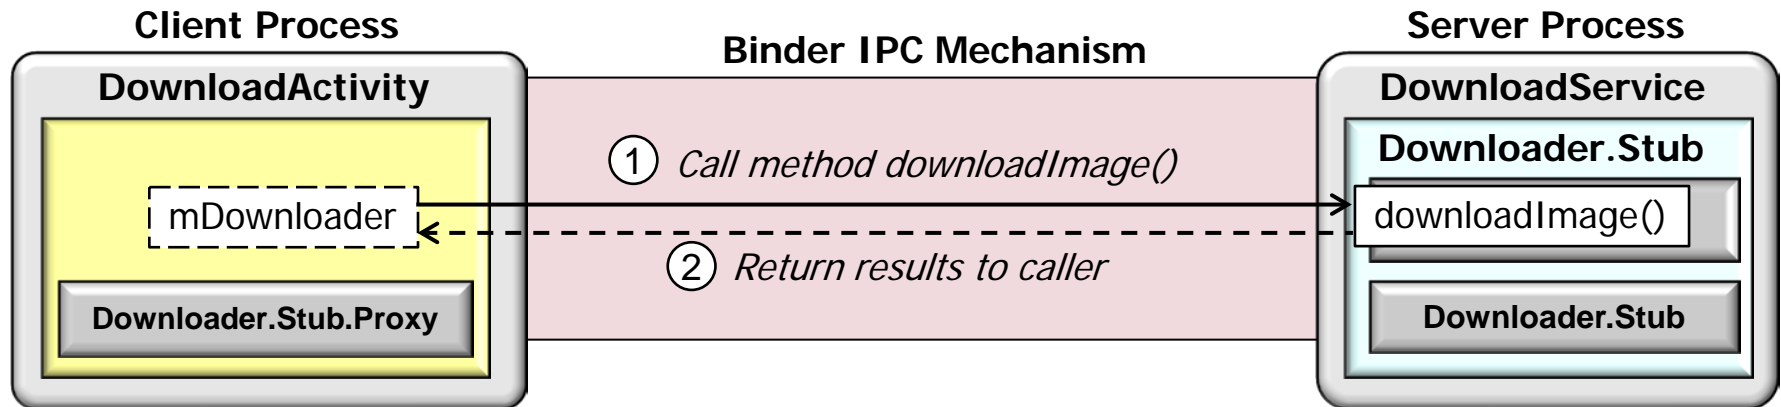 Client Process
Binder IPC Mechanism
Server Process
DownloadActivity
DownloadService
1 Call method downloadImage()
Downloader.Stub
mDownloader
downloadImage()
2 Return results to caller
Downloader.Stub.Proxy
Downloader.Stub